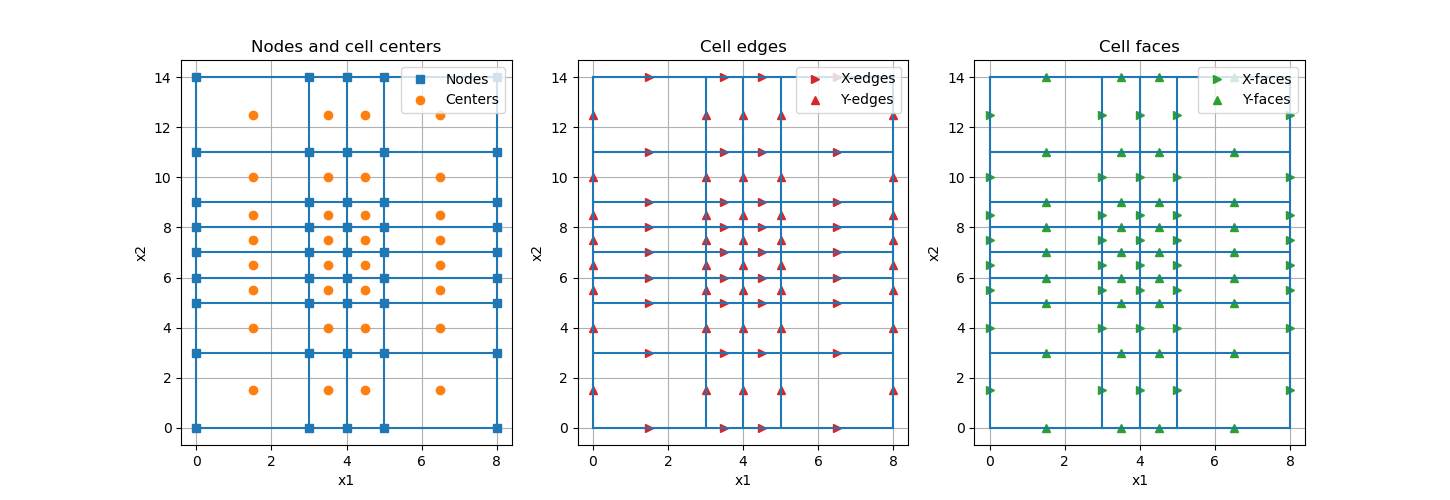 Nodes and cell centers
Nodes
Centers
14
12
10
8
6
4
2
0
x2
0 2 4 6 8
x1
Cell edges
X-edges
Y-edges
14
12
10
8
6
4
2
0
x2
0 2 4 6 8
x1
Cell faces
X-faces
Y-faces
14
12
10
8
6
4
2
0
x2
0 2 4 6 8
x1